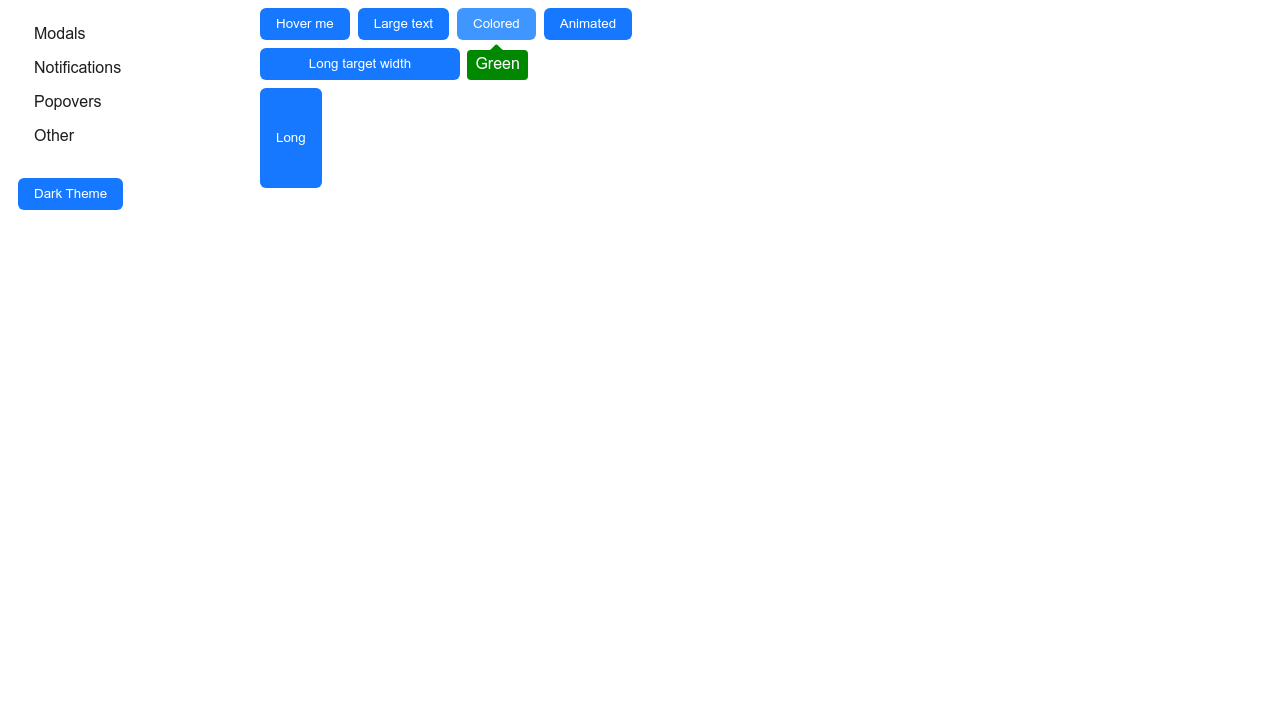 Modals
Notifications
Popovers
Other
Dark Theme
Hover me
Large text
Colored
Animated
Long target width
Green
Long